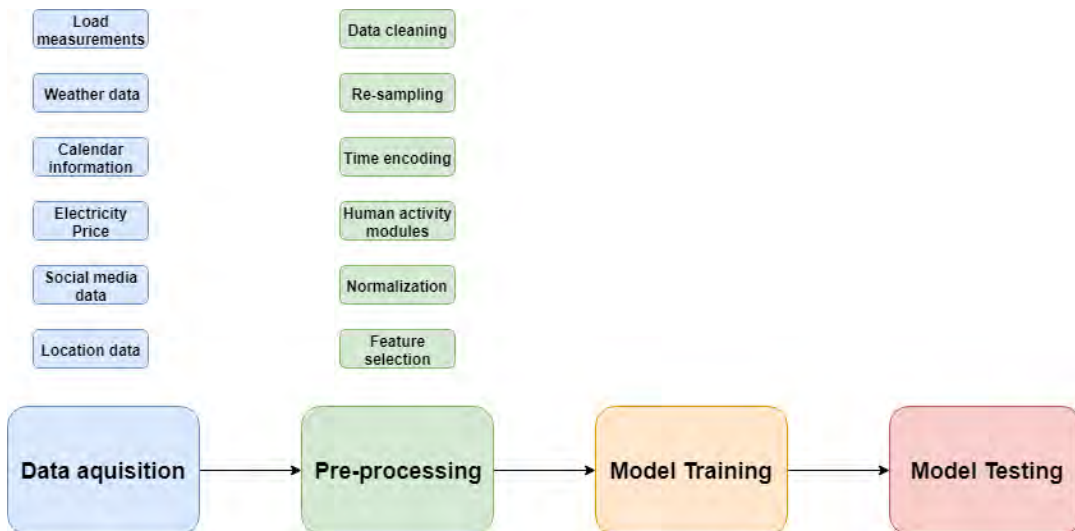 Load
measurements
Weather data
Calendar
information
Electricity
Price
Social media
data
Location data
Data cleaning
Re-sampling
Time encoding
Human activity
modules
Normalization
Feature
selection
Data aquisition
Pre-processing
Model Training
Model Testing